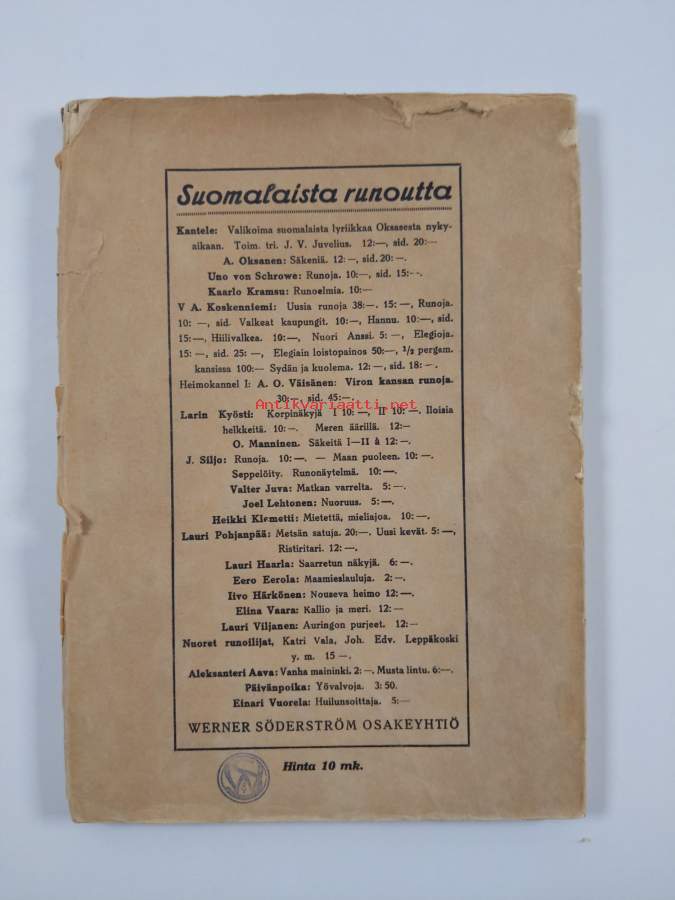 Suomalaista runoutta
Kantele: Valikoima suomalaista lyriikkaa Oksasesta nyky-
aikaan. Toim. tri. J. V. Juvelius. 12:—, sid. 20:—
A. Oksanen: Säkeniä. 12:—, sid. 20:—.
Uno von Schrowe: Runoja. 10:—, sid. 15:—.
Kaarlo Kramsu: Runoelmia. 10:—
V A. Koskenniemi: Uusia runoja 38:—. 15:—, Runoja.
10:—, sid. Valkeat kaupungit. 10:—, Hannu. 10:—, sid.
15:—, Hiilivalkea. 10:—, Nuori Anssi. 5:—, Elegioja.
15:—, sid. 25:—, Elegiain loistopainos 50:—, ½ pergam.
kansissa 100:— Sydän ja kuolema. 12:—, sid. 18:—.
Heimokannel I: A. O. Väisänen: Viron kansan runoja.
30:—, sid. 45:—.
Antikvariaatti.net
Larin Kyösti: Korpinäkyjä I 10:—, II 10:—. Iloisia
helkkeitä. 10:—. Meren äärillä. 12:—
O. Manninen. Säkeitä I—II à 12:—.
J. Siljo: Runoja. 10:—. — Maan puoleen. 10:—.
Seppelöity. Runonäytelmä. 10:—.
Valter Juva: Matkan varrelta. 5:—.
Joel Lehtonen: Nuoruus. 5:—.
Heikki Klemetti: Mietettä, mieliajoa. 10:—.
Lauri Pohjanpää: Metsän satuja. 20:—. Uusi kevät. 5:—,
Ristiritari. 12:—.
Lauri Haarla: Saarretun näkyjä. 6:—.
Eero Eerola: Maamieslauluja. 2:—.
Iivo Härkönen: Nouseva heimo 12:—.
Elina Vaara: Kallio ja meri. 12:—
Lauri Viljanen: Auringon purjeet. 12:—
Nuoret runoilijat, Katri Vala, Joh. Edv. Leppäkoski
y. m. 15 —.
Aleksanteri Aava: Vanha maininki. 2:—. Musta lintu. 6:—.
Päivänpoika: Yövalvoja. 3:50.
Einari Vuorela: Huilunsoittaja. 5:—
WERNER SÖDERSTRÖM OSAKEYHTIÖ
Hinta 10 mk.